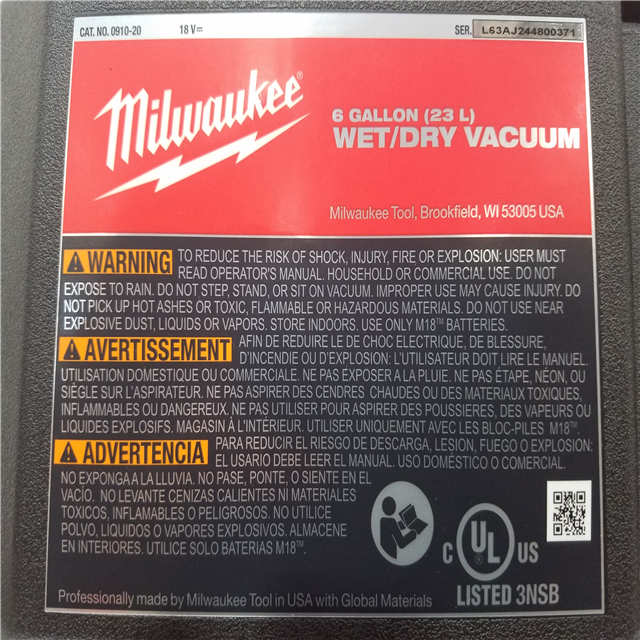 CAT. NO. 0910-20 18 V⎓ SER. L63AJ244800371
Milwaukee®
6 GALLON (23 L)
WET/DRY VACUUM
Milwaukee Tool, Brookfield, WI 53005 USA
WARNING TO REDUCE THE RISK OF SHOCK, INJURY, FIRE OR EXPLOSION: USER MUST
READ OPERATOR'S MANUAL. HOUSEHOLD OR COMMERCIAL USE. DO NOT
EXPOSE TO RAIN. DO NOT STEP, STAND, OR SIT ON VACUUM. IMPROPER USE MAY CAUSE INJURY. DO
NOT PICK UP HOT ASHES OR TOXIC, FLAMMABLE OR HAZARDOUS MATERIALS. DO NOT USE NEAR
EXPLOSIVE DUST, LIQUIDS OR VAPORS. STORE INDOORS. USE ONLY M18™ BATTERIES.
AVERTISSEMENT AFIN DE REDUIRE LE DE CHOC ELECTRIQUE, DE BLESSURE,
D'INCENDIE OU D'EXPLOSION: L'UTILISATEUR DOIT LIRE LE MANUEL.
UTILISATION DOMESTIQUE OU COMMERCIALE. NE PAS EXPOSER A LA PLUIE. NE PAS ÉTAPE, NÉON, OU
SIÈGLE SUR L'ASPIRATEUR. NE PAS ASPIRER DES CENDRES CHAUDES OU DES MATERIAUX TOXIQUES,
INFLAMMABLES OU DANGEREUX. NE PAS UTILISER POUR ASPIRER DES POUSSIERES, DES VAPEURS OU
LIQUIDES EXPLOSIFS. MAGASIN À L'INTÉRIEUR. UTILISER UNIQUEMENT AVEC LES BLOC-PILES M18™.
ADVERTENCIA PARA REDUCIR EL RIESGO DE DESCARGA, LESION, FUEGO O EXPLOSION:
EL USARIO DEBE LEER EL MANUAL. USO DOMÉSTICO O COMERCIAL.
NO EXPONGA A LA LLUVIA. NO PASE, PONTE, O SIENTE EN EL
VACÍO. NO LEVANTE CENIZAS CALIENTES NI MATERIALES
TOXICOS, INFLAMABLES O PELIGROSOS. NO UTILICE
POLVO, LIQUIDOS O VAPORES EXPLOSIVOS. ALMACENE
EN INTERIORES. UTILICE SOLO BATERIAS M18™.
C UL US
LISTED 3NSB
Professionally made by Milwaukee Tool in USA with Global Materials